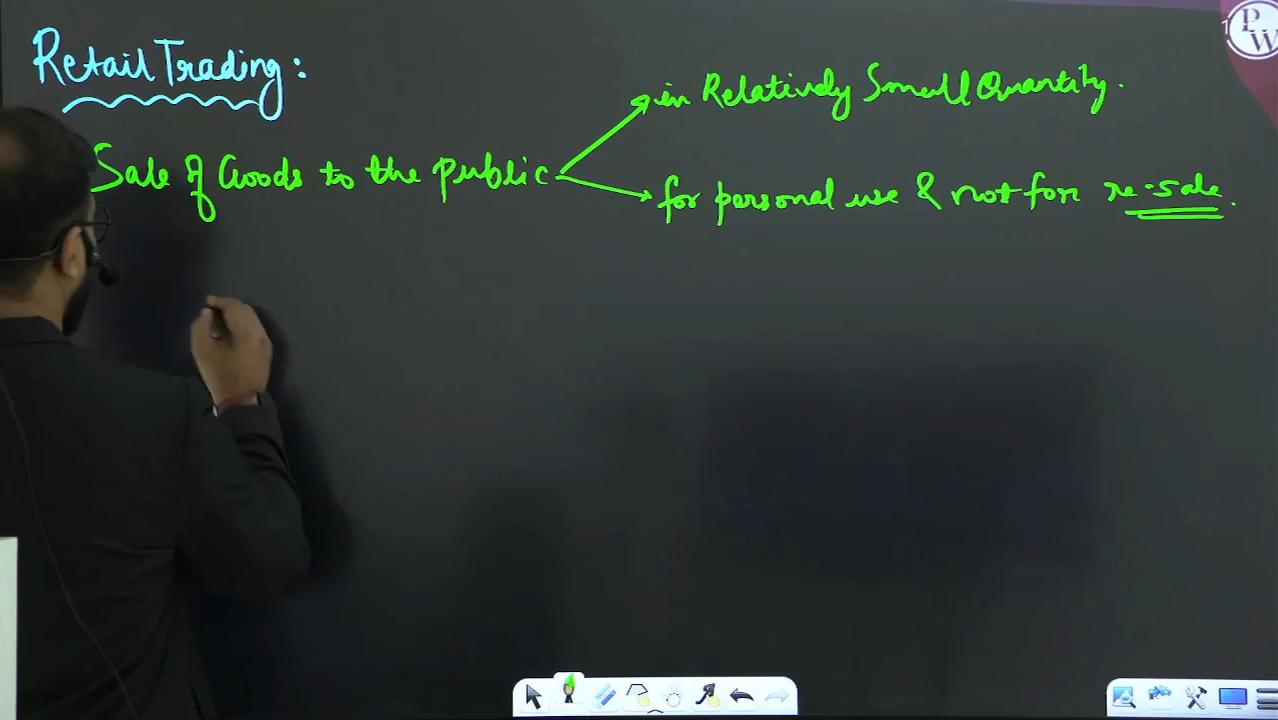 Retail Trading:
in Relatively Small Quantity.
Sale of Goods to the public
for personal use & not for re-sale.
PW